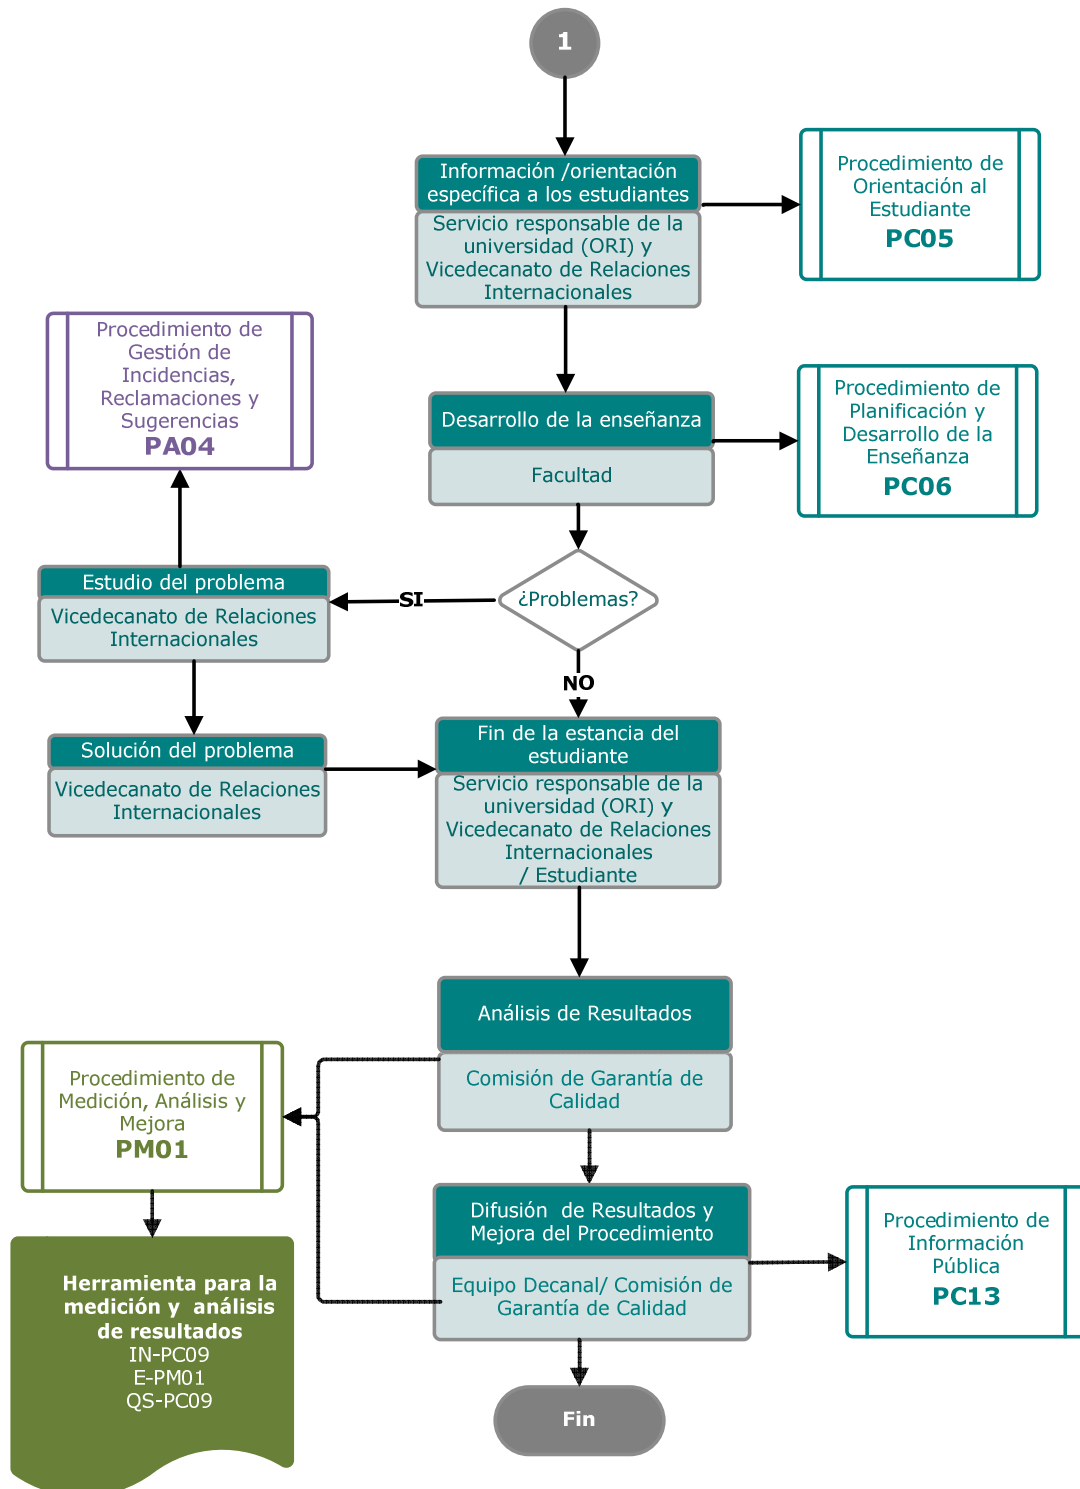 1
Información /orientación
específica a los estudiantes
Servicio responsable de la
universidad (ORI) y
Vicedecanato de Relaciones
Internacionales
Procedimiento de
Orientación al
Estudiante
PC05
Procedimiento de
Gestión de
Incidencias,
Reclamaciones y
Sugerencias
PA04
Desarrollo de la enseñanza
Facultad
Procedimiento de
Planificación y
Desarrollo de la
Enseñanza
PC06
¿Problemas?
SI
Estudio del problema
Vicedecanato de Relaciones
Internacionales
NO
Solución del problema
Vicedecanato de Relaciones
Internacionales
Fin de la estancia del
estudiante
Servicio responsable de la
universidad (ORI) y
Vicedecanato de Relaciones
Internacionales
/ Estudiante
Análisis de Resultados
Comisión de Garantía de
Calidad
Procedimiento de
Medición, Análisis y
Mejora
PM01
Difusión  de Resultados y
Mejora del Procedimiento
Equipo Decanal/ Comisión de
Garantía de Calidad
Procedimiento de
Información
Pública
PC13
Herramienta para la
medición y  análisis
de resultados
IN-PC09
E-PM01
QS-PC09
Fin